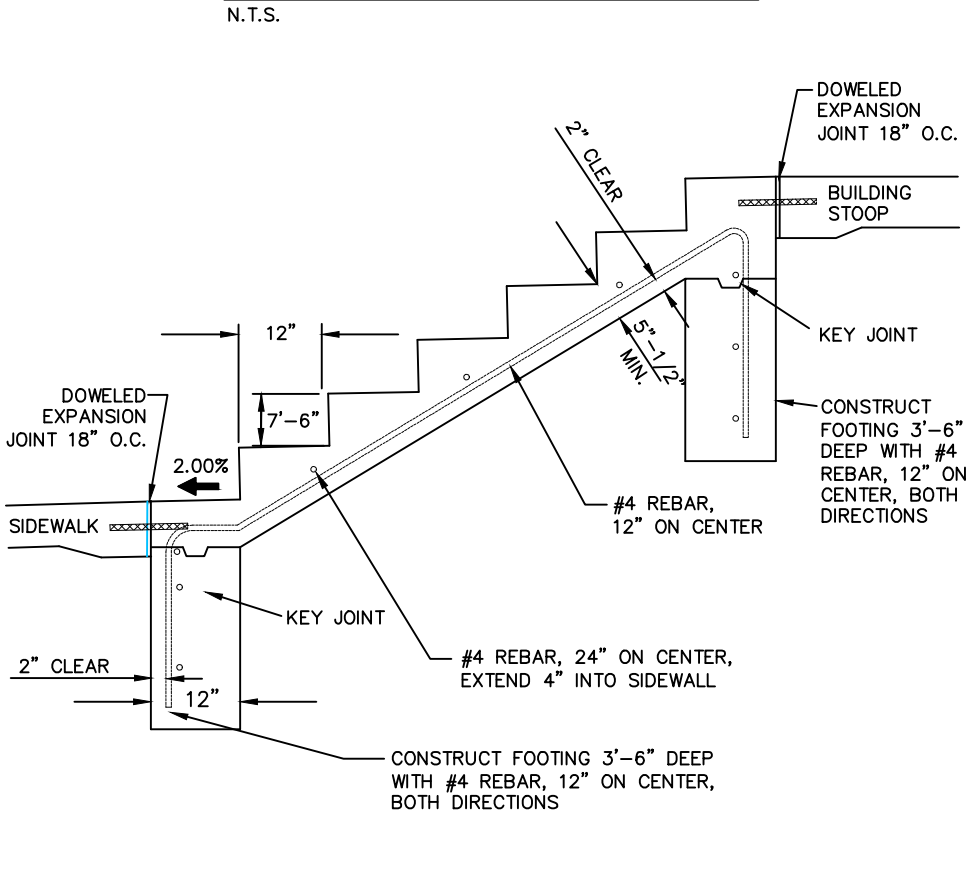 N.T.S.
DOWELED
EXPANSION
JOINT 18" O.C.
2" CLEAR
BUILDING
STOOP
12"
KEY JOINT
5"-1/2"
MIN.
DOWELED
EXPANSION
JOINT 18" O.C.
7'-6"
CONSTRUCT
FOOTING 3'-6"
DEEP WITH #4
REBAR, 12" ON
CENTER, BOTH
DIRECTIONS
2.00%
#4 REBAR,
12" ON CENTER
SIDEWALK
KEY JOINT
#4 REBAR, 24" ON CENTER,
EXTEND 4" INTO SIDEWALL
2" CLEAR
12"
CONSTRUCT FOOTING 3'-6" DEEP
WITH #4 REBAR, 12" ON CENTER,
BOTH DIRECTIONS